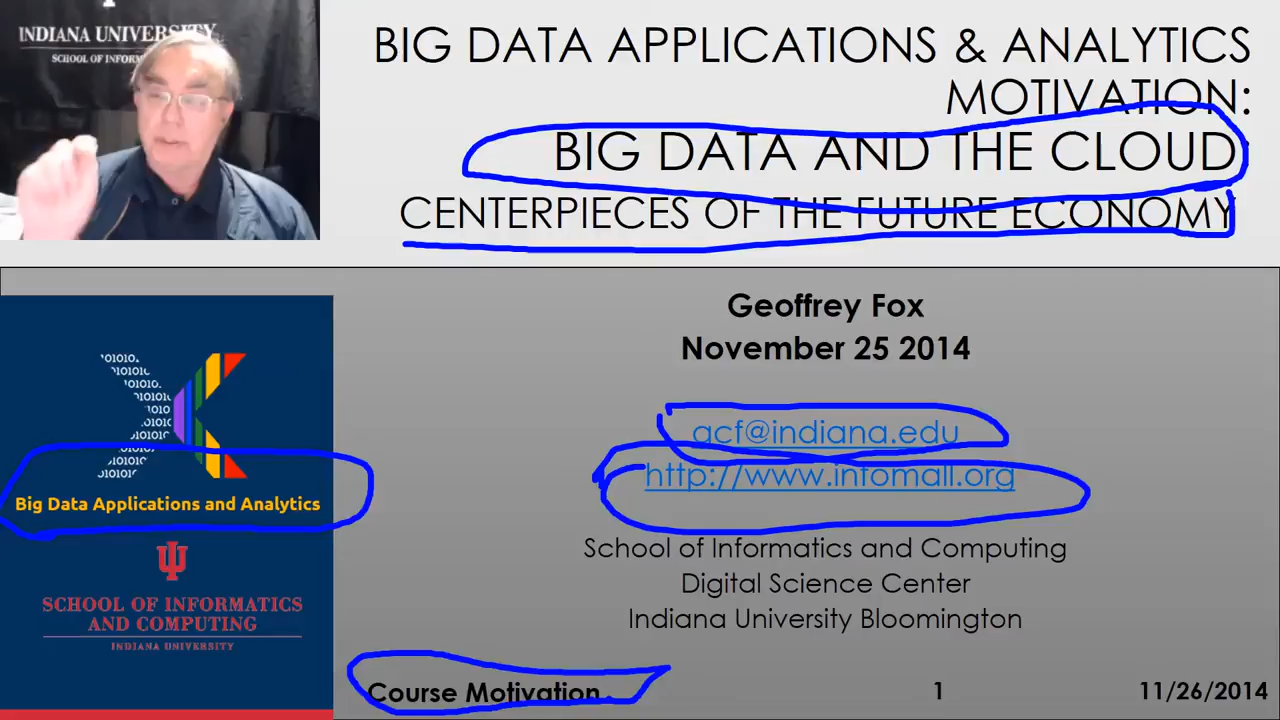 INDIANA UNIVERSITY
SCHOOL OF INFORM
BIG DATA APPLICATIONS & ANALYTICS
MOTIVATION:
BIG DATA AND THE CLOUD
CENTERPIECES OF THE FUTURE ECONOMY
Geoffrey Fox
November 25 2014
acf@indiana.edu
http://www.infomall.org
School of Informatics and Computing
Digital Science Center
Indiana University Bloomington
Big Data Applications and Analytics
SCHOOL OF INFORMATICS
AND COMPUTING
INDIANA UNIVERSITY
Course Motivation
1
11/26/2014